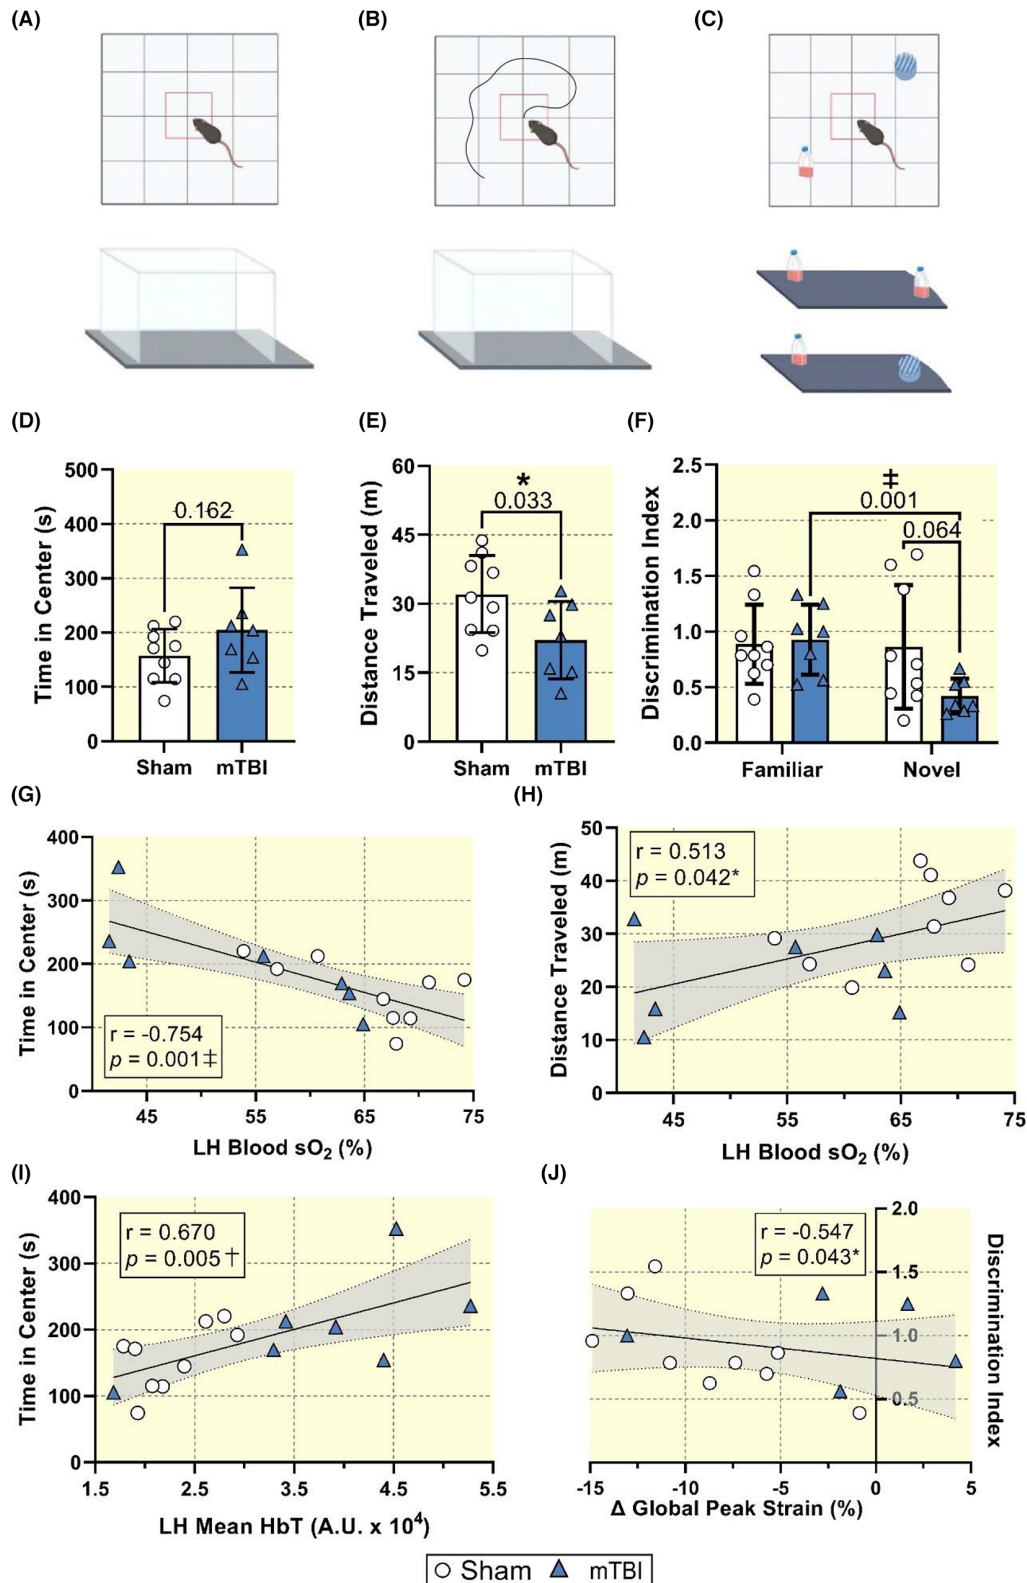 (A)
(B)
(C)
(D)
(E)
(F)
Time in Center (s)
500
400
300
200
100
0
0.162
Sham
mTBI
Distance Traveled (m)
60
45
30
15
0
*
0.033
Sham
mTBI
Discrimination Index
2.5
2.0
1.5
1.0
0.5
0.0
‡
0.001
0.064
Familiar
Novel
(G)
(H)
Time in Center (s)
400
300
200
100
0
r = -0.754
p = 0.001‡
45
55
65
75
LH Blood sO₂ (%)
Distance Traveled (m)
50
40
30
20
10
0
r = 0.513
p = 0.042*
45
55
65
75
LH Blood sO₂ (%)
(I)
(J)
Time in Center (s)
400
300
200
100
0
r = 0.670
p = 0.005†
1.5
2.5
3.5
4.5
5.5
LH Mean HbT (A.U. x 10⁴)
r = -0.547
p = 0.043*
2.0
1.5
1.0
0.5
Discrimination Index
-15
-10
-5
0
5
Δ Global Peak Strain (%)
Sham
mTBI